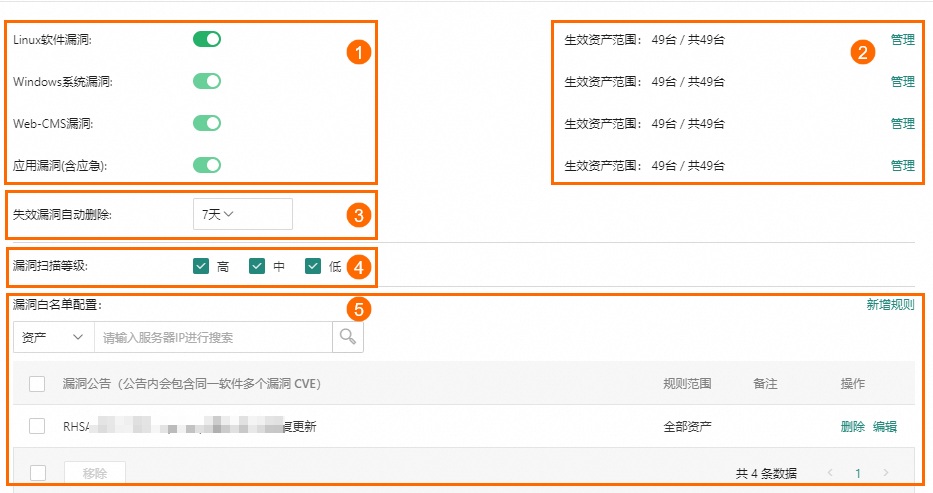 Linux软件漏洞:
1
生效资产范围: 49台 / 共49台
2
管理
Windows系统漏洞:
生效资产范围: 49台 / 共49台
管理
Web-CMS漏洞:
生效资产范围: 49台 / 共49台
管理
应用漏洞(含应急):
生效资产范围: 49台 / 共49台
管理
失效漏洞自动删除:
7天
3
漏洞扫描等级:
高
中
低
4
漏洞白名单配置:
5
新增规则
资产
请输入服务器IP进行搜索
漏洞公告（公告内会包含同一软件多个漏洞 CVE）
规则范围
备注
操作
RHSA
更新
全部资产
删除 编辑
移除
共 4 条数据
1